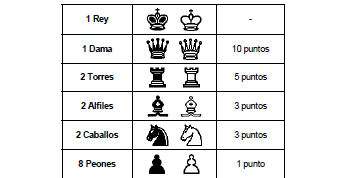 1 Rey -
1 Dama 10 puntos
2 Torres 5 puntos
2 Alfiles 3 puntos
2 Caballos 3 puntos
8 Peones 1 punto